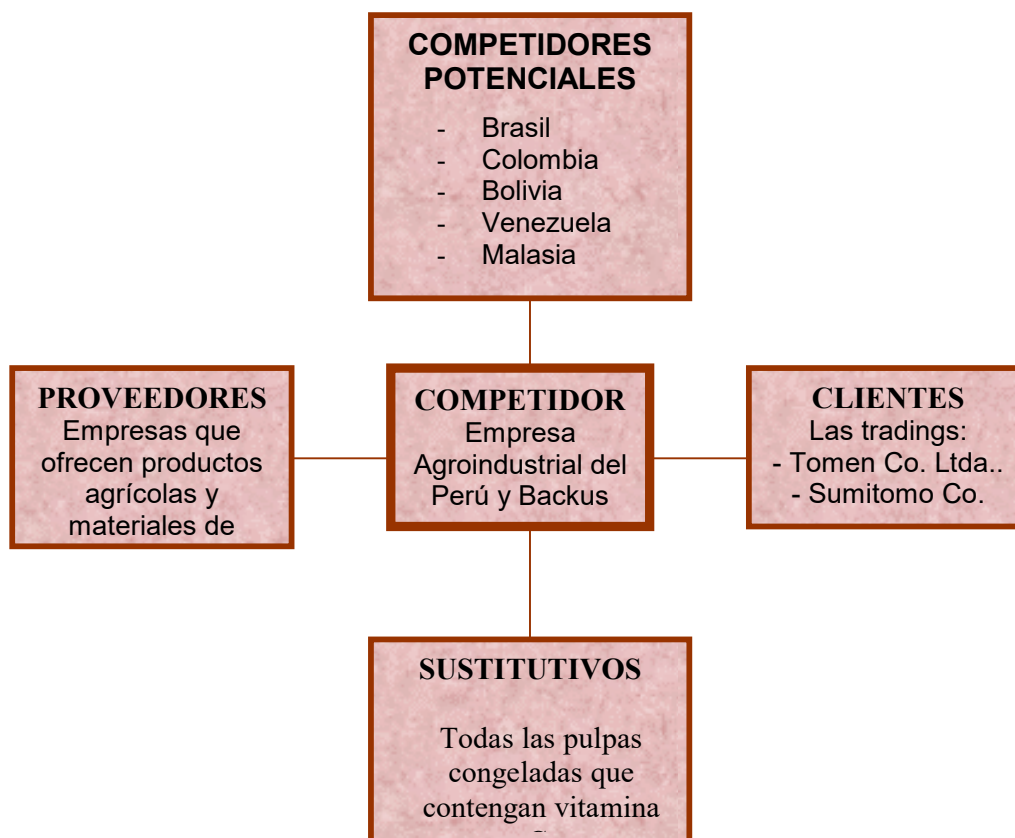 COMPETIDORES
POTENCIALES
- Brasil
- Colombia
- Bolivia
- Venezuela
- Malasia
PROVEEDORES
Empresas que
ofrecen productos
agrícolas y
materiales de
COMPETIDOR
Empresa
Agroindustrial del
Perú y Backus
CLIENTES
Las tradings:
- Tomen Co. Ltda..
- Sumitomo Co.
SUSTITUTIVOS
Todas las pulpas
congeladas que
contengan vitamina